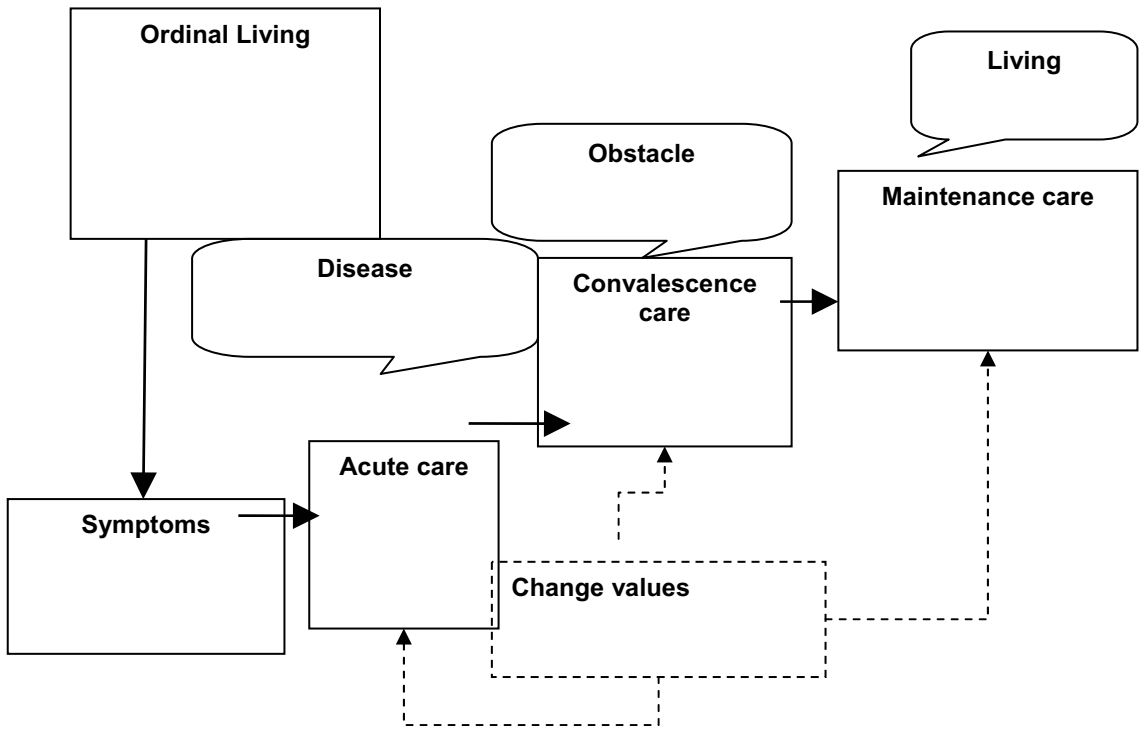 Ordinal Living
Living
Obstacle
Maintenance care
Disease
Convalescence
care
Acute care
Symptoms
Change values